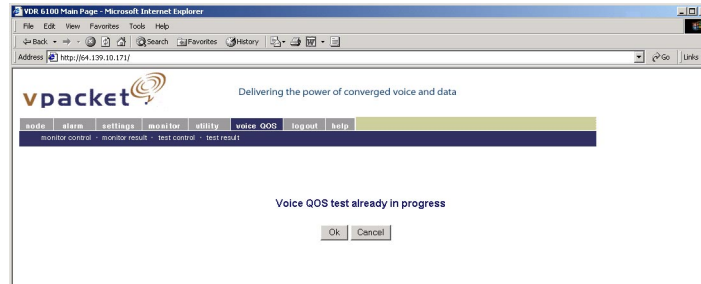 VDR 6100 Main Page - Microsoft Internet Explorer
File Edit View Favorites Tools Help
Back Search Favorites History
Address http://64.139.10.171/ Go Links
vpacket Delivering the power of converged voice and data
node alarm settings monitor utility voice QOS logout help
monitor control · monitor result · test control · test result
Voice QOS test already in progress
Ok Cancel